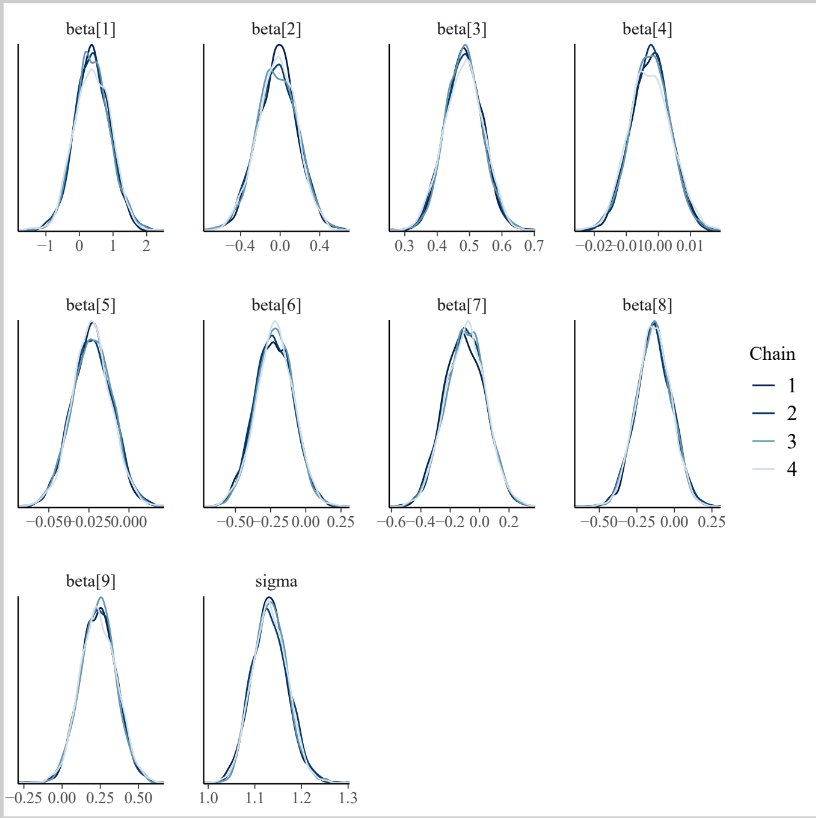 beta[1] beta[2] beta[3] beta[4]
−1 0 1 2 −0.4 0.0 0.4 0.3 0.4 0.5 0.6 0.7 −0.02 −0.01 0.00 0.01
beta[5] beta[6] beta[7] beta[8]
Chain
1
2
3
4
−0.050 −0.025 0.000 −0.50 −0.25 0.00 0.25 −0.6 −0.4 −0.2 0.0 0.2 −0.50 −0.25 0.00 0.25
beta[9] sigma
−0.25 0.00 0.25 0.50 1.0 1.1 1.2 1.3